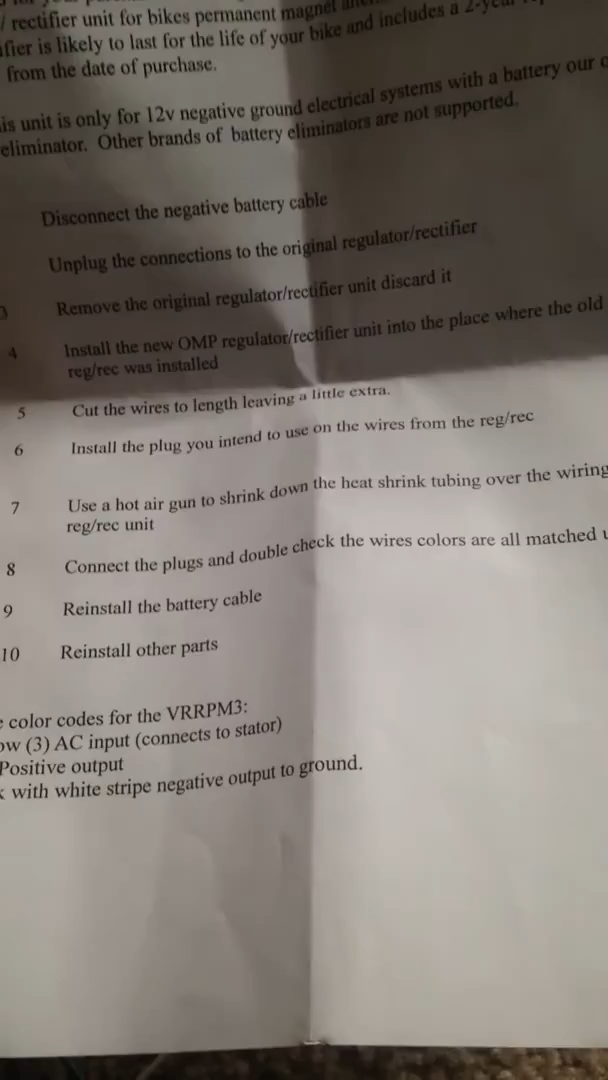 / rectifier unit for bikes permanent magnet
is likely to last for the life of your bike and includes a 2-year
from the date of purchase.
unit is only for 12v negative ground electrical systems with a battery our
eliminator. Other brands of battery eliminators are not supported.
Disconnect the negative battery cable
Unplug the connections to the original regulator/rectifier
3 Remove the original regulator/rectifier unit discard it
4 Install the new OMP regulator/rectifier unit into the place where the old
reg/rec was installed
5 Cut the wires to length leaving a little extra.
6 Install the plug you intend to use on the wires from the reg/rec
7 Use a hot air gun to shrink down the heat shrink tubing over the wiring
reg/rec unit
8 Connect the plugs and double check the wires colors are all matched
9 Reinstall the battery cable
10 Reinstall other parts
color codes for the VRRPM3:
(3) AC input (connects to stator)
Positive output
with white stripe negative output to ground.